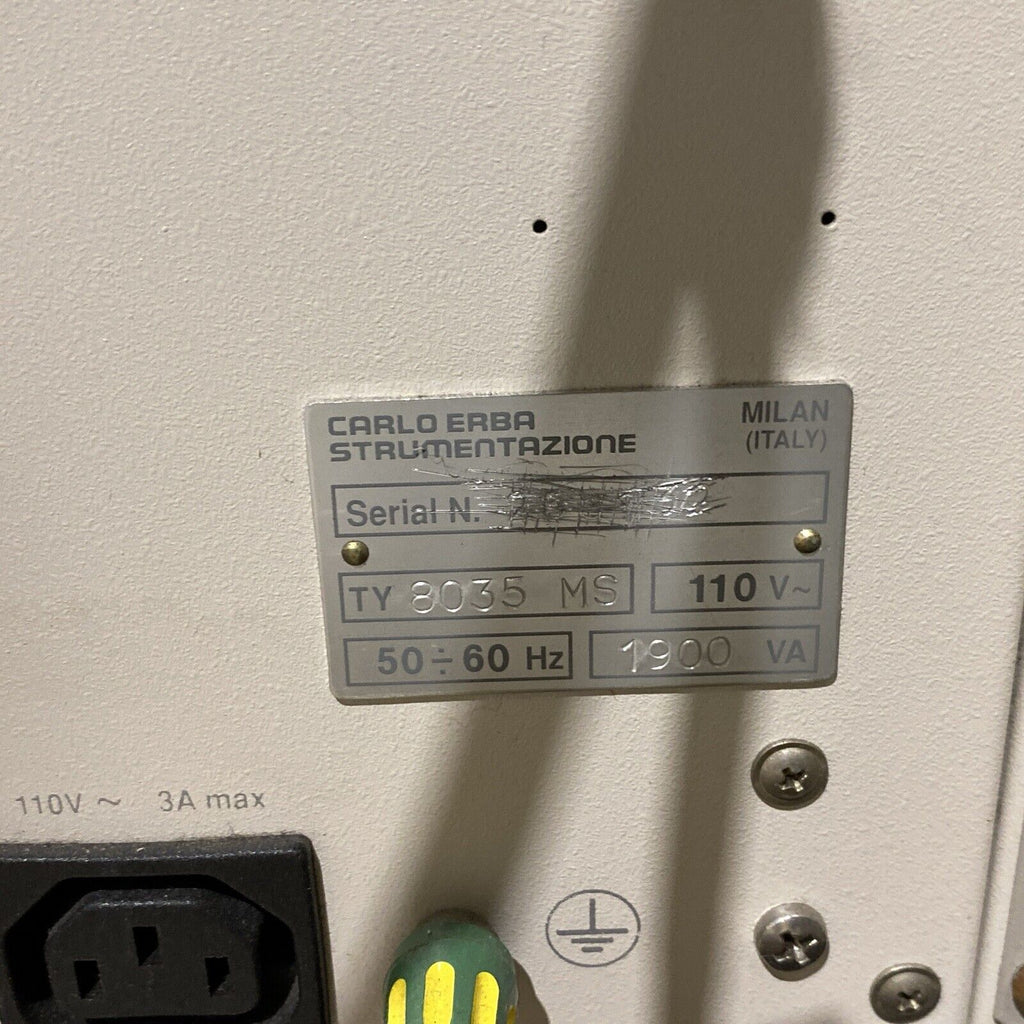 CARLO ERBA
STRUMENTAZIONE
MILAN
(ITALY)
Serial N.
TY 8035 MS
110 V~
50÷60 Hz
1900 VA
110V ~ 3A max